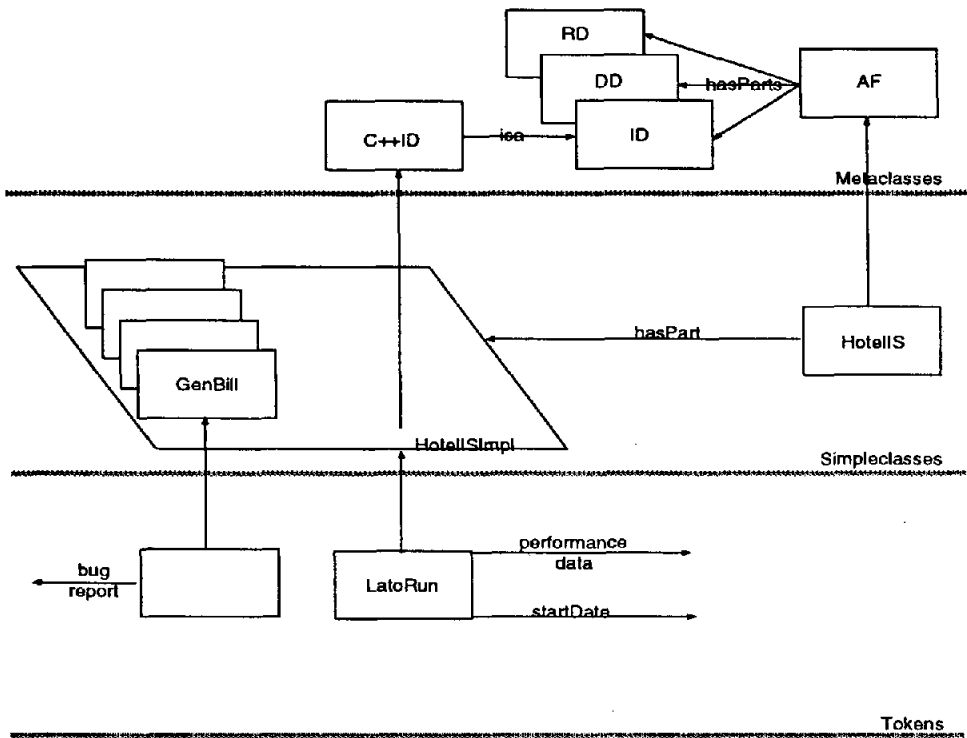 RD
DD
hasParts
AF
C++ID
isa
ID
Metaclasses
hasPart
HotelIS
GenBill
HotelISImpl
Simpleclasses
performance
data
bug
report
LatoRun
startDate
Tokens